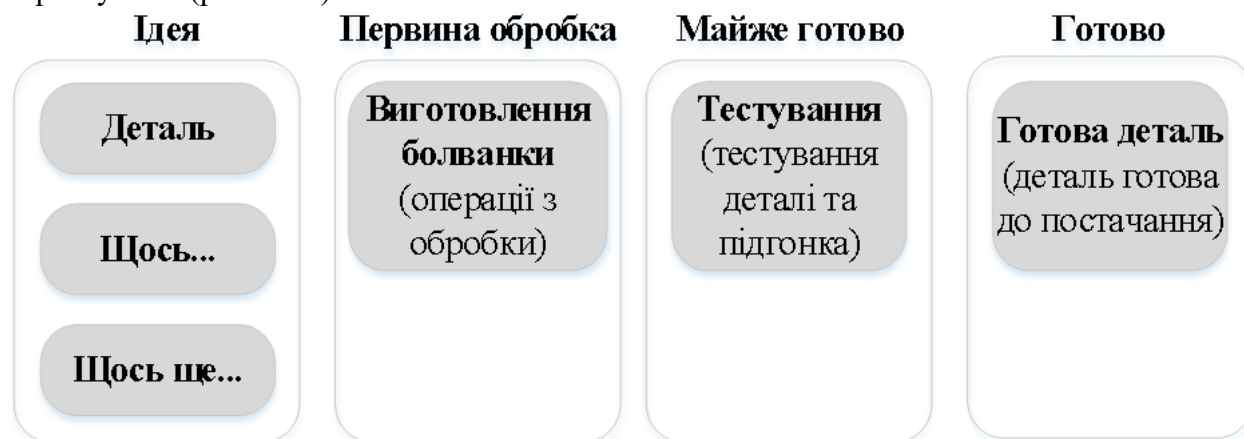 Ідея
Деталь
Щось...
Щось ще...
Первина обробка
Виготовлення
болванки
(операції з
обробки)
Майже готово
Тестування
(тестування
деталі та
підгонка)
Готово
Готова деталь
(деталь готова
до постачання)